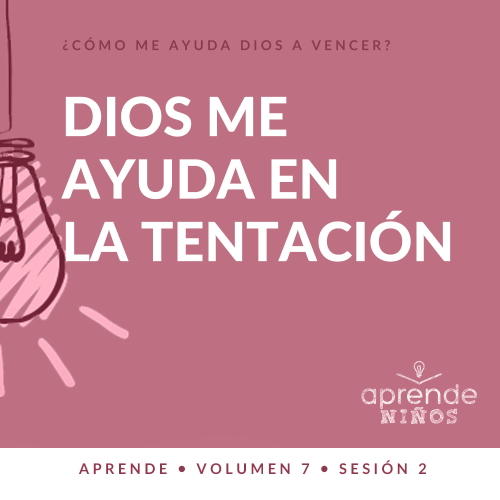 ¿CÓMO ME AYUDA DIOS A VENCER?
DIOS ME
AYUDA EN
LA TENTACIÓN
aprende
NIÑOS
APRENDE • VOLUMEN 7 • SESIÓN 2